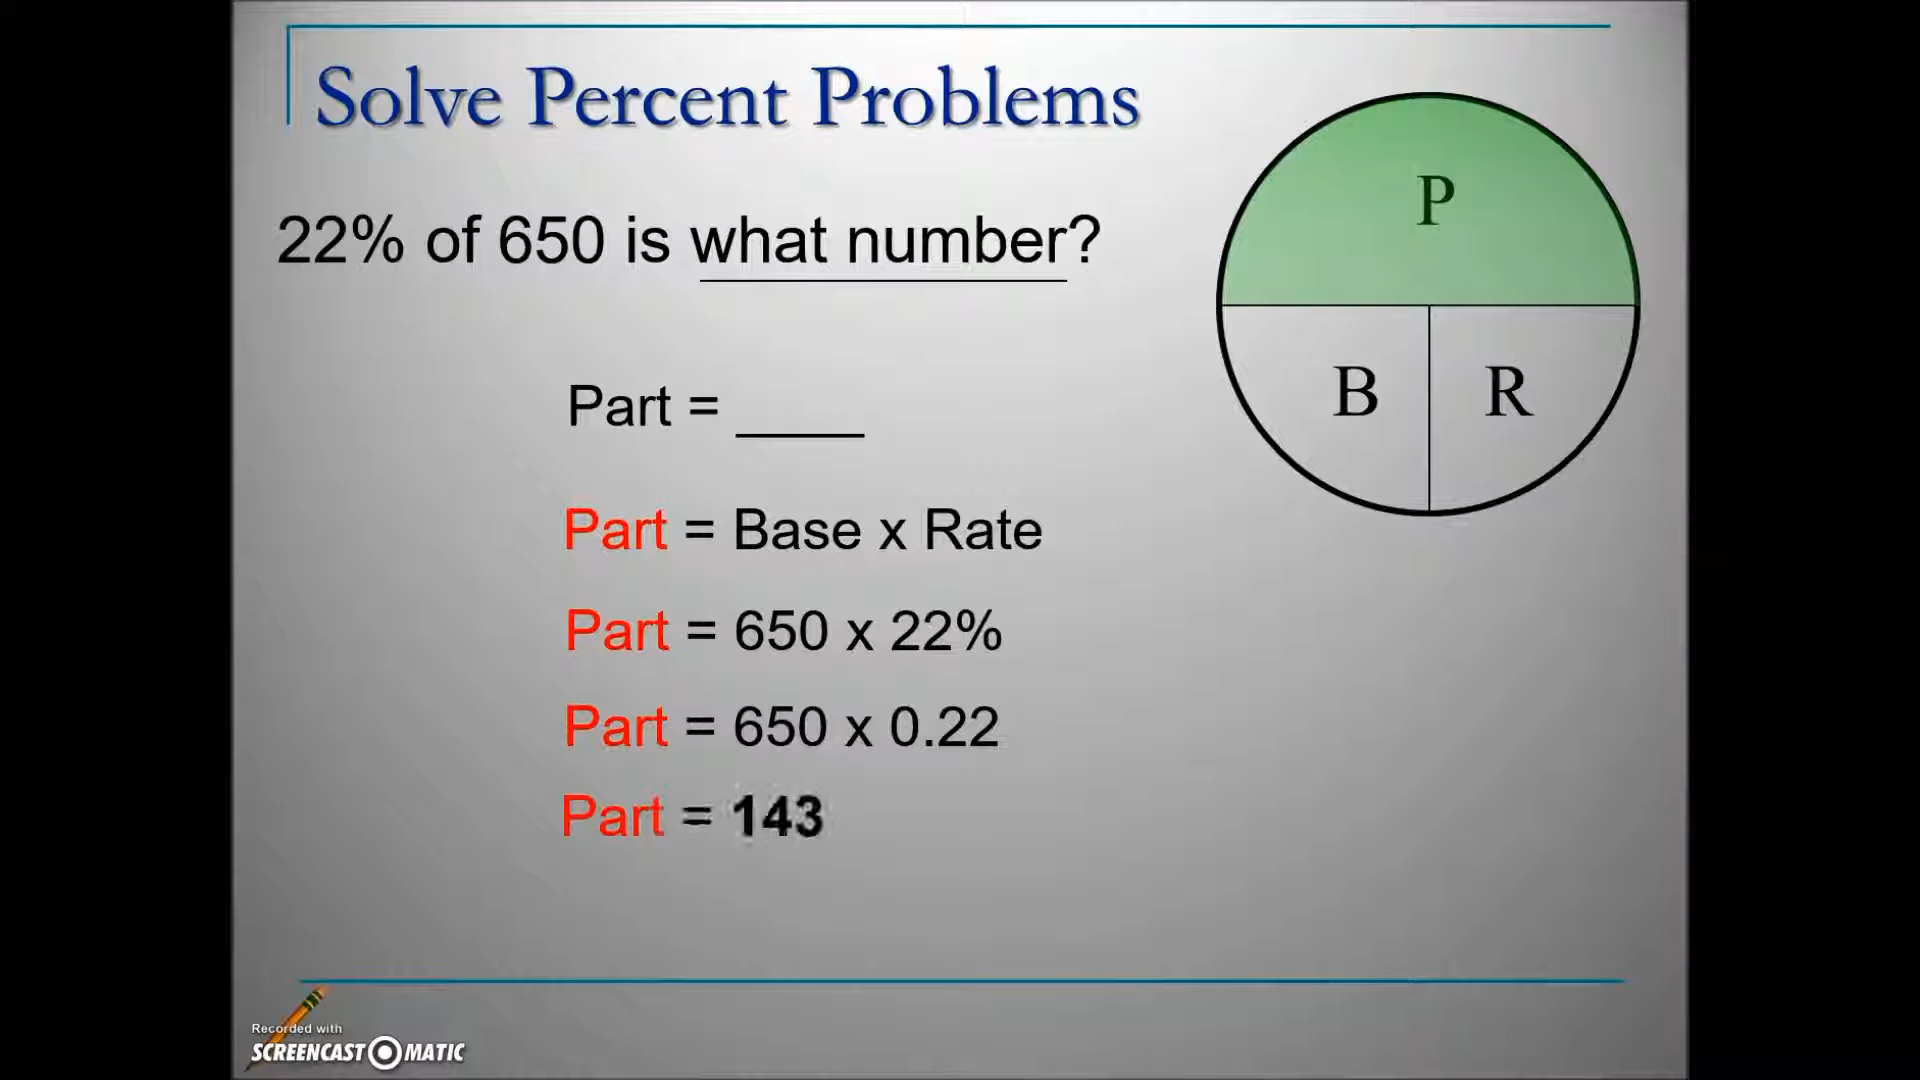 Solve Percent Problems
22% of 650 is what number?
P
B R
Part = ____
Part = Base x Rate
Part = 650 x 22%
Part = 650 x 0.22
Part = 143
Recorded with
SCREENCAST MATIC